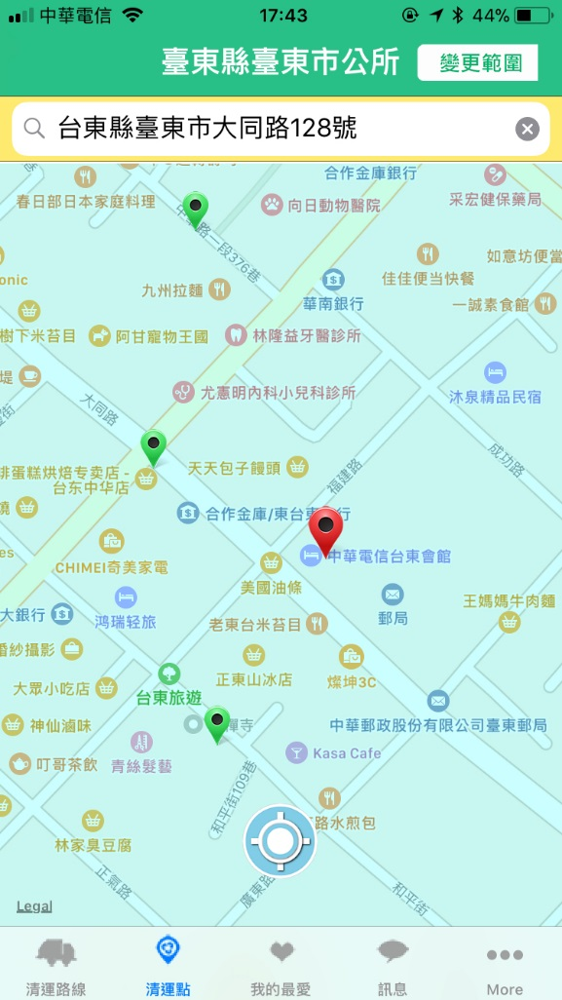 中華電信
17:43
44%
臺東縣臺東市公所
變更範圍
台東縣臺東市大同路128號
合作金庫銀行
春日部日本家庭料理
向日動物醫院
采宏健保藥局
中華路一段376巷
onic
佳佳便当快餐
如意坊便當
九州拉麵
華南銀行
一誠素食館
樹下米苔目
阿甘寵物王國
林隆益牙醫診所
堤
尤憲明內科小兒科診所
沐泉精品民宿
大同路
成功路
啡蛋糕烘焙专卖店 -
台东中华店
天天包子饅頭
福建路
燒
合作金庫/東台東
行
es
CHIMEI奇美家電
中華電信台東會館
美國油條
大銀行
鸿瑞轻旅
郵局
王媽媽牛肉麵
老東台米苔目
婚紗攝影
正東山冰店
燦坤3C
大眾小吃店
台東旅遊
神仙滷味
禪寺
中華郵政股份有限公司臺東郵局
叮哥茶飲
青絲髮藝
Kasa Cafe
和平街109巷
路水煎包
林家臭豆腐
正氣路
廣東路
和平街
Legal
清運路線
清運點
我的最愛
訊息
More